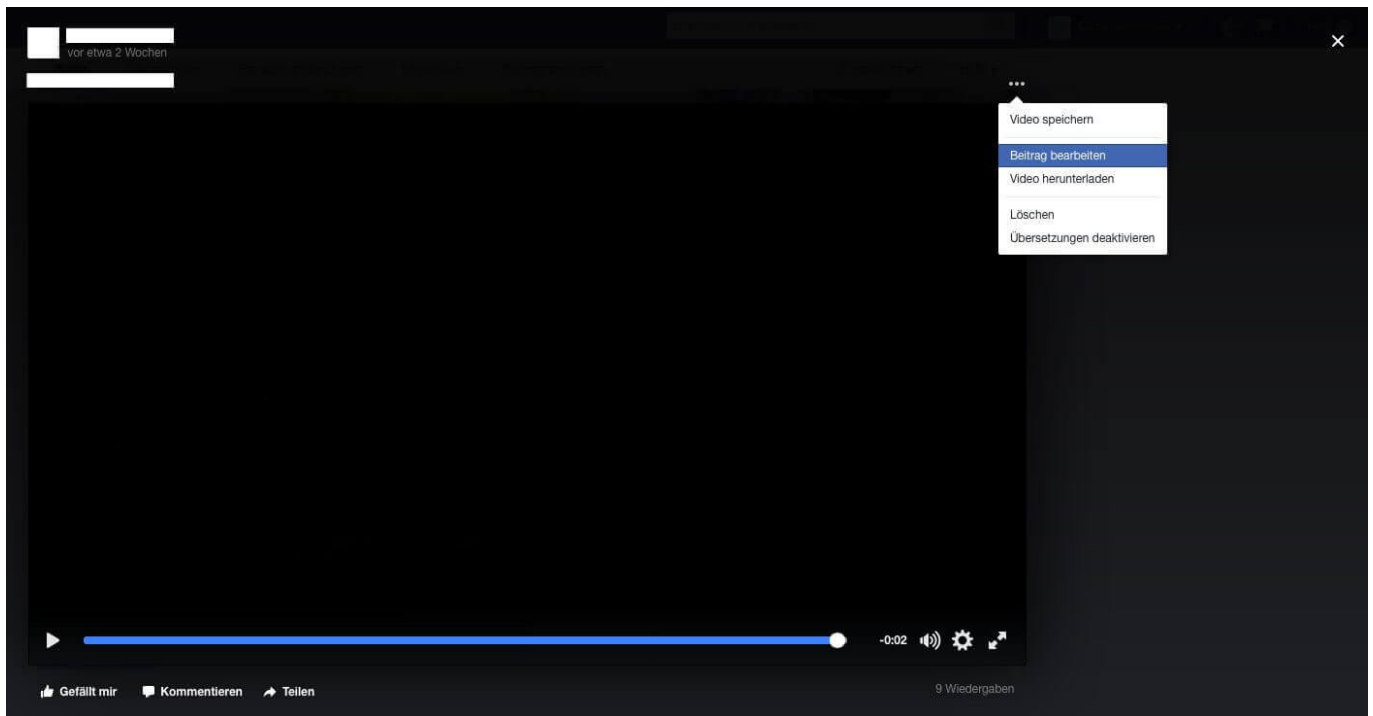 vor etwa 2 Wochen
Video speichern
Beitrag bearbeiten
Video herunterladen
Löschen
Übersetzungen deaktivieren
-0:02
Gefällt mir Kommentieren Teilen
9 Wiedergaben